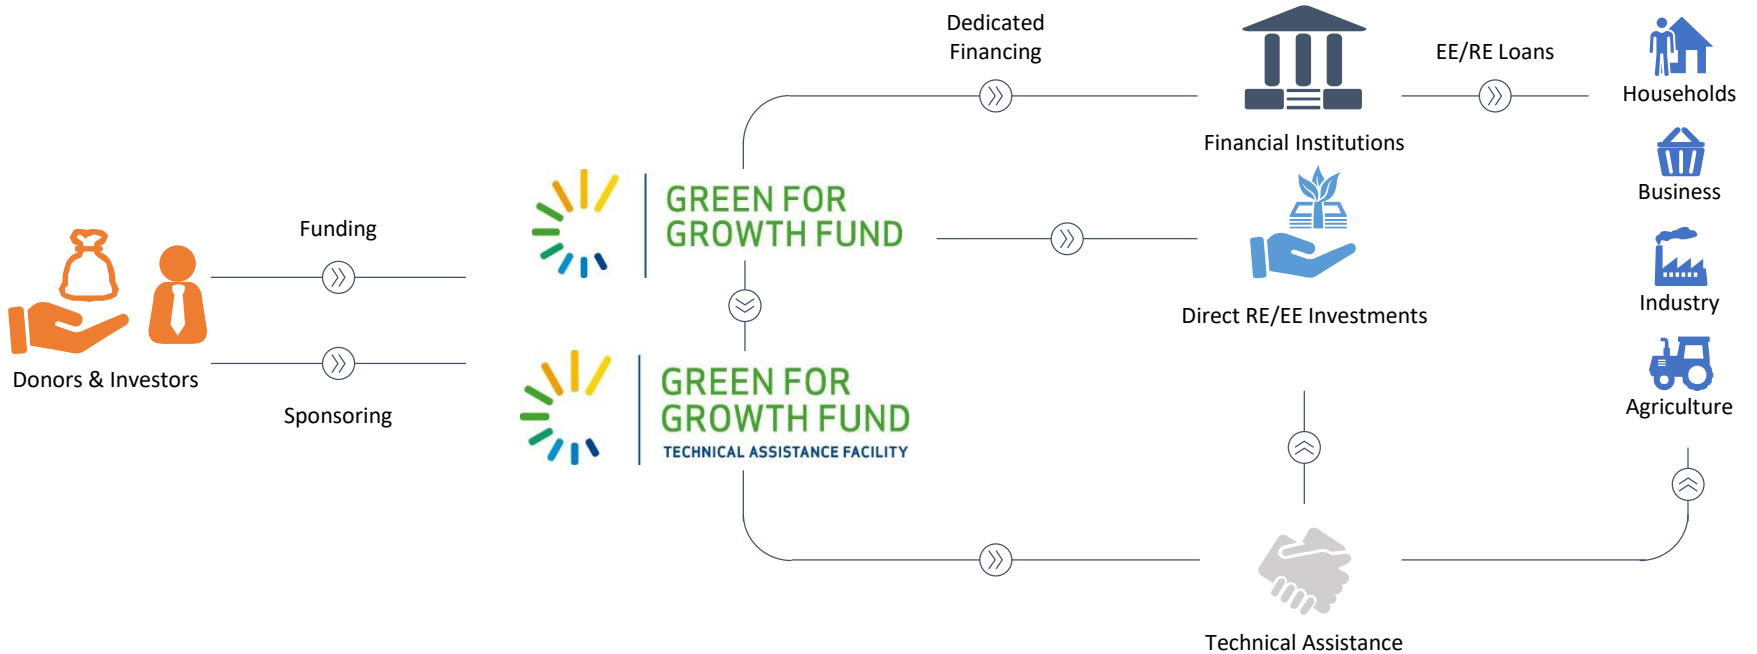 Dedicated
Financing
EE/RE Loans
Households
Financial Institutions
Business
Funding
GREEN FOR
GROWTH FUND
Direct RE/EE Investments
Industry
Donors & Investors
Sponsoring
GREEN FOR
GROWTH FUND
TECHNICAL ASSISTANCE FACILITY
Agriculture
Technical Assistance